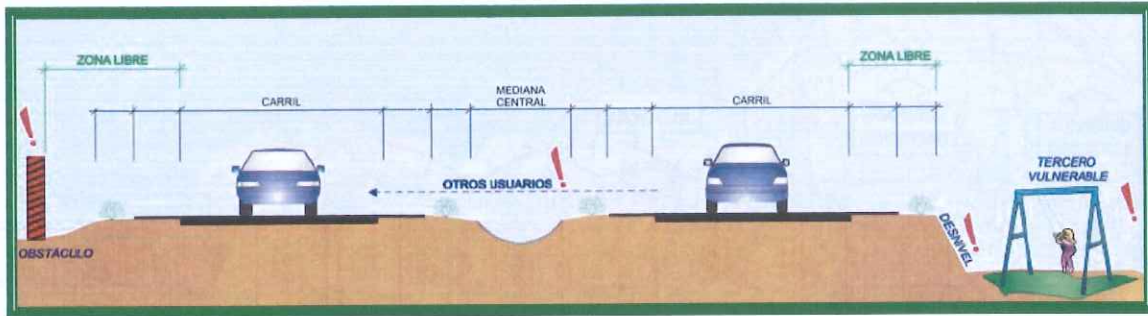 ZONA LIBRE
ZONA LIBRE
CARRIL
MEDIANA
CENTRAL
CARRIL
OTROS USUARIOS
TERCERO
VULNERABLE
DESNIVEL
OBSTÁCULO